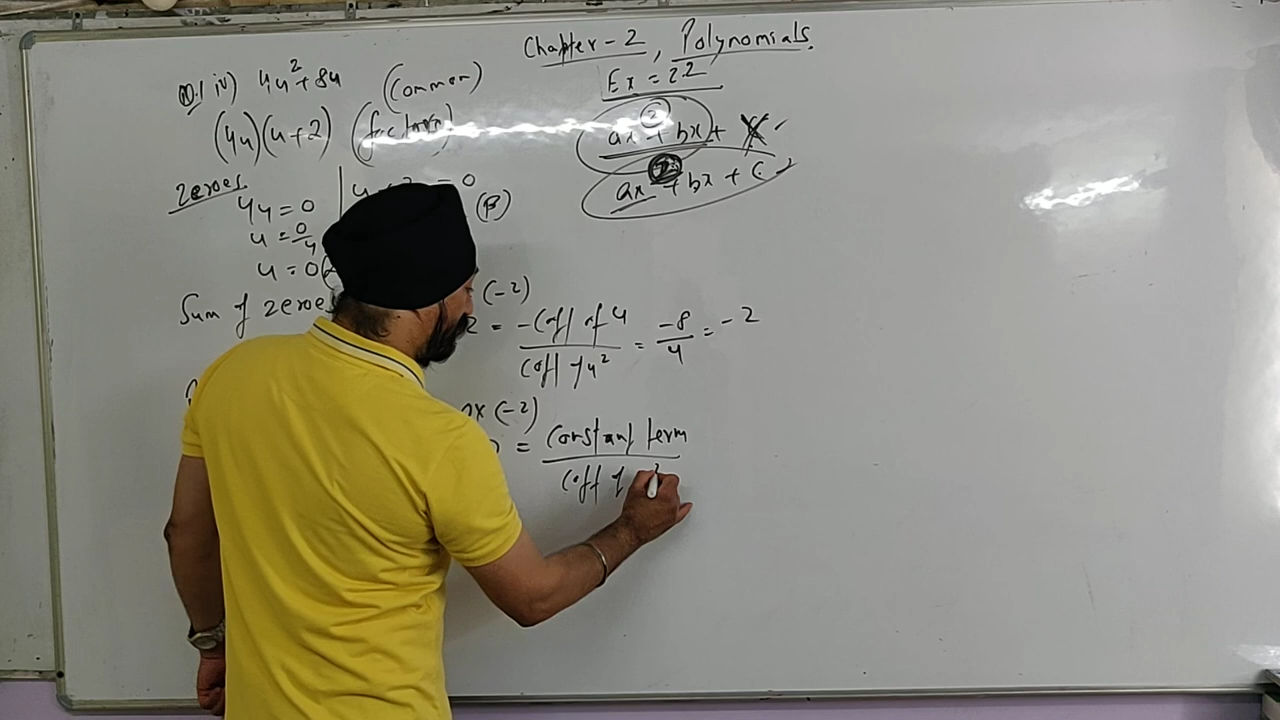 Chapter-2, Polynomials.
Ex = 2.2
Q.1 iv) 4u²+8u (Common)
(4u)(u+2) (factors)
ax² + bx +
ax² + bx + C
Zeroes
4u = 0
u = 0/4
u = 0
= 0
(β)
Sum of Zeroes
(-2)
2 = -Coff of u / Coff of u² = -8/4 = -2
0x(-2)
= Constant term / Coff of